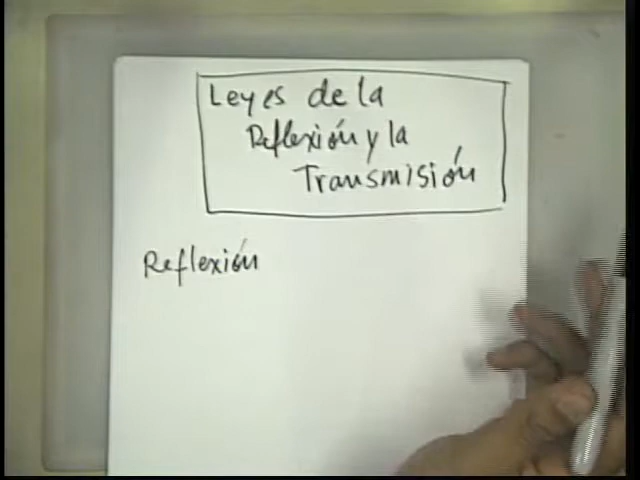 Leyes de la
Reflexión y la
Transmisión
Reflexión